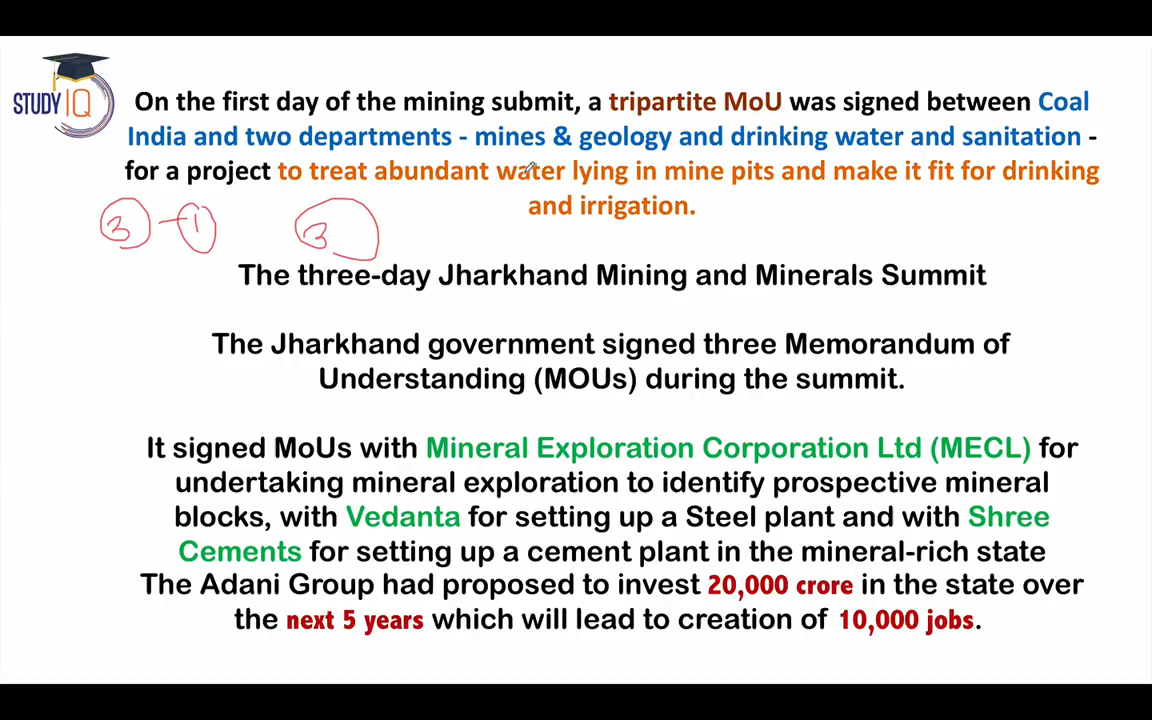 STUDY IQ
On the first day of the mining submit, a tripartite MoU was signed between Coal
India and two departments - mines & geology and drinking water and sanitation -
for a project to treat abundant water lying in mine pits and make it fit for drinking
and irrigation.
3 - 1 3
The three-day Jharkhand Mining and Minerals Summit
The Jharkhand government signed three Memorandum of
Understanding (MOUs) during the summit.
It signed MoUs with Mineral Exploration Corporation Ltd (MECL) for
undertaking mineral exploration to identify prospective mineral
blocks, with Vedanta for setting up a Steel plant and with Shree
Cements for setting up a cement plant in the mineral-rich state
The Adani Group had proposed to invest 20,000 crore in the state over
the next 5 years which will lead to creation of 10,000 jobs.